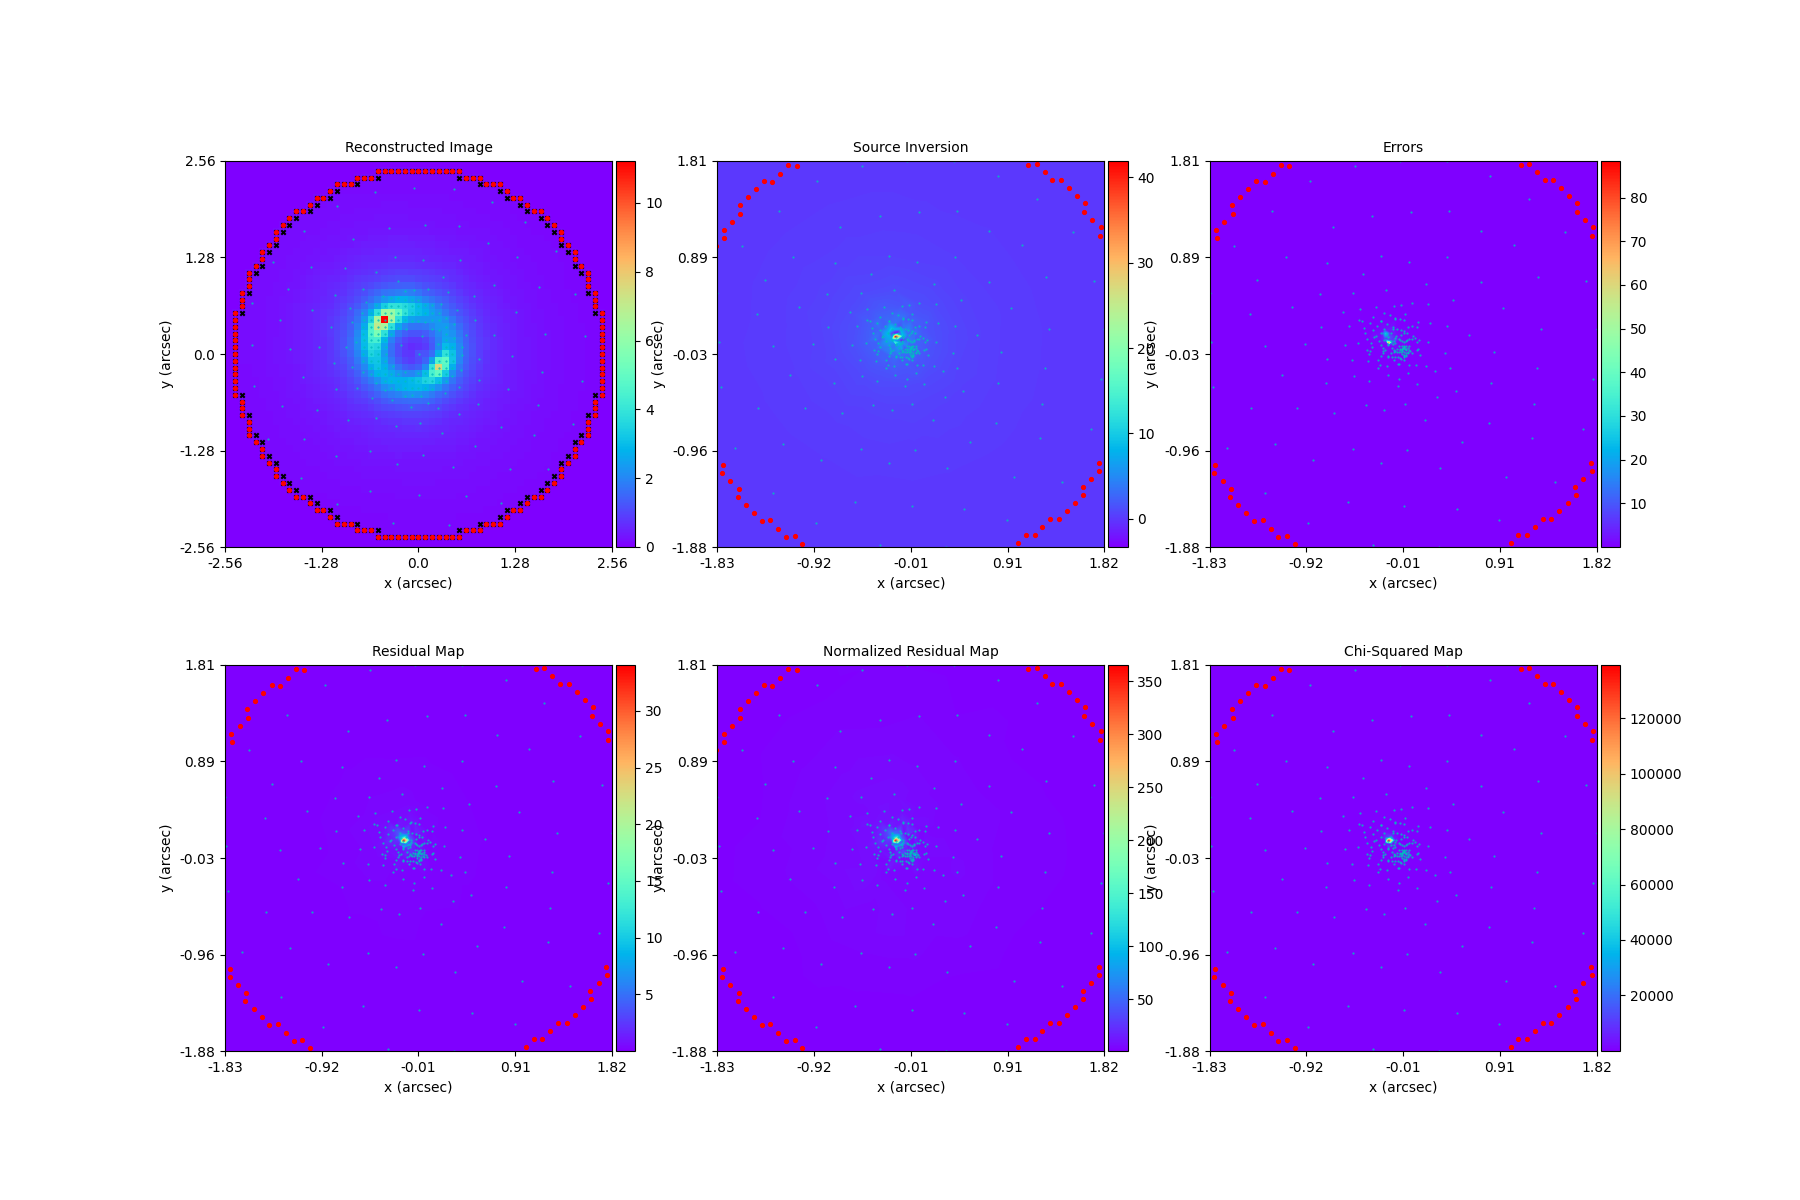 Reconstructed Image
2.56
1.28
0.0
-1.28
-2.56
-2.56 -1.28 0.0 1.28 2.56
x (arcsec)
y (arcsec)
10
8
6
4
2
0
Source Inversion
1.81
0.89
-0.03
-0.96
-1.88
-1.83 -0.92 -0.01 0.91 1.82
x (arcsec)
y (arcsec)
40
30
20
10
0
Errors
1.81
0.89
-0.03
-0.96
-1.88
-1.83 -0.92 -0.01 0.91 1.82
x (arcsec)
y (arcsec)
80
70
60
50
40
30
20
10
Residual Map
1.81
0.89
-0.03
-0.96
-1.88
-1.83 -0.92 -0.01 0.91 1.82
x (arcsec)
y (arcsec)
30
25
20
15
10
5
Normalized Residual Map
1.81
0.89
-0.03
-0.96
-1.88
-1.83 -0.92 -0.01 0.91 1.82
x (arcsec)
y (arcsec)
350
300
250
200
150
100
50
Chi-Squared Map
1.81
0.89
-0.03
-0.96
-1.88
-1.83 -0.92 -0.01 0.91 1.82
x (arcsec)
y (arcsec)
120000
100000
80000
60000
40000
20000